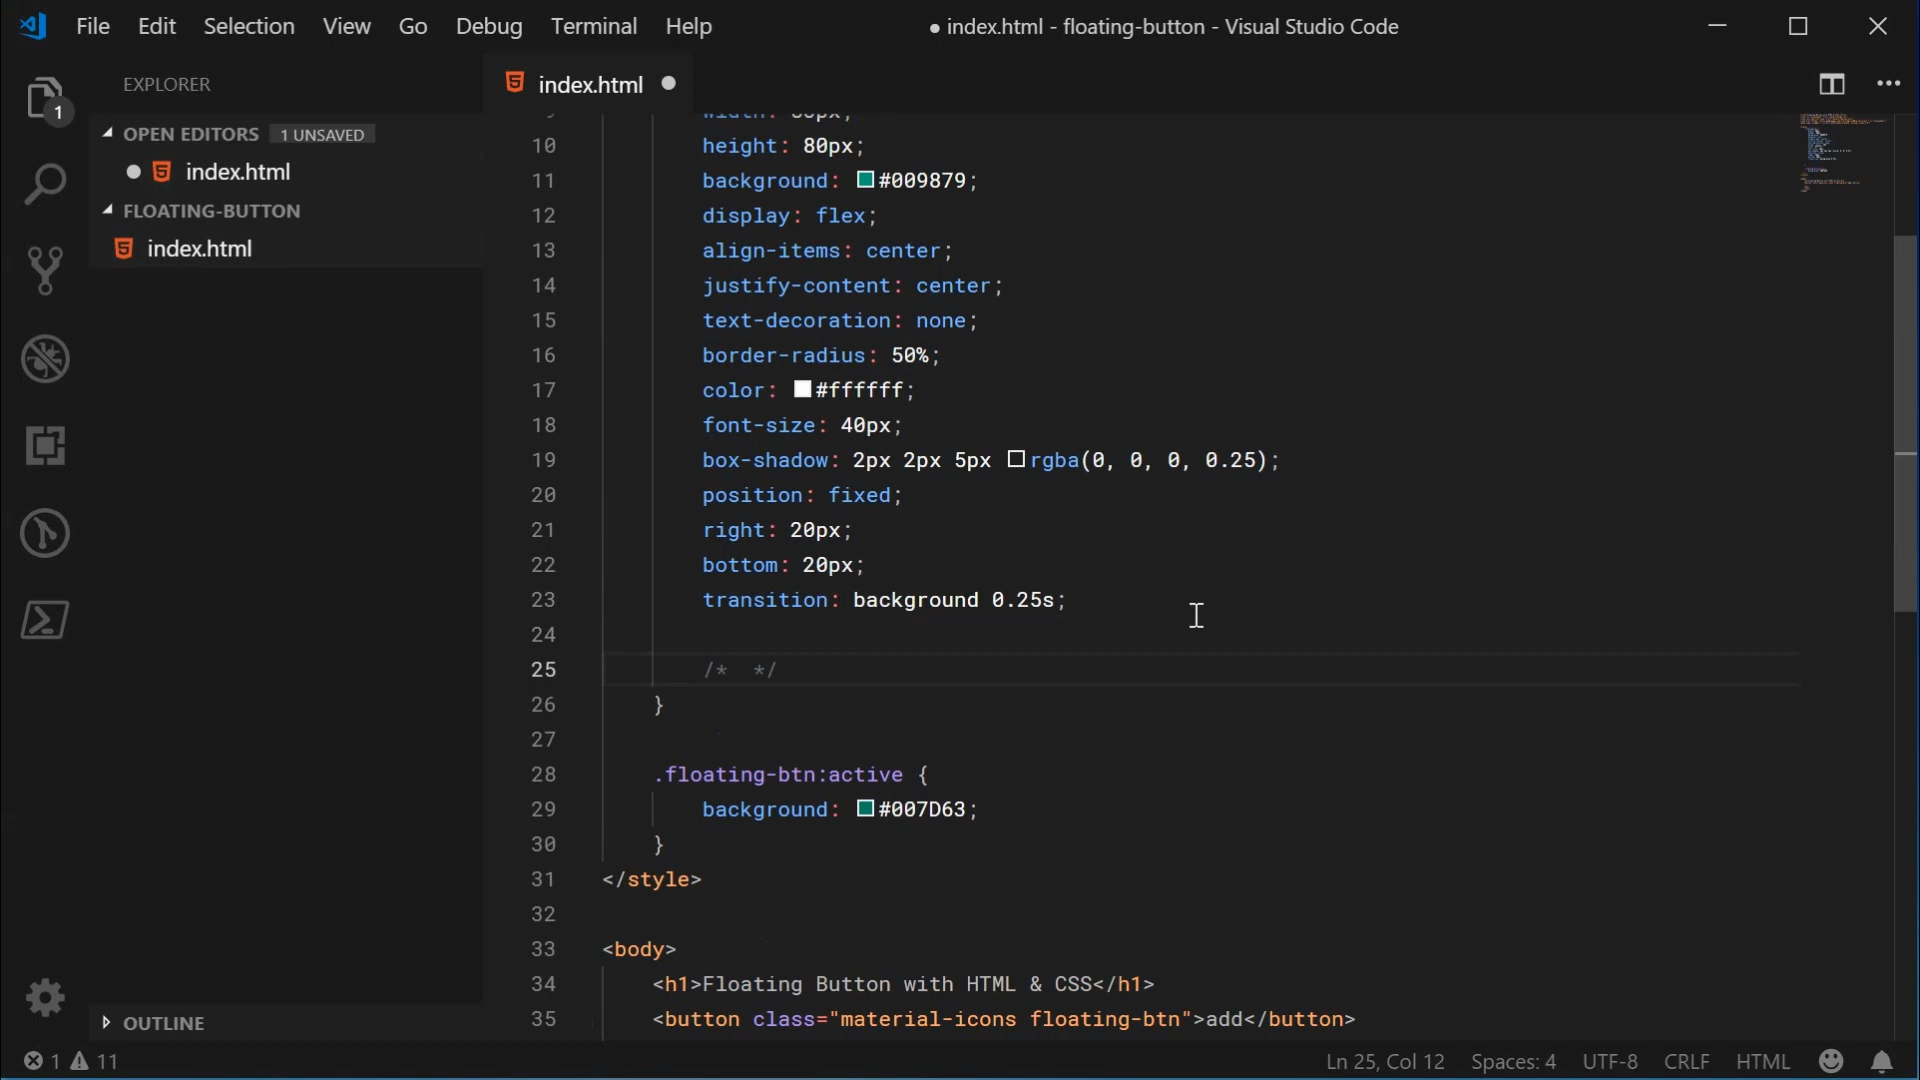 File Edit Selection View Go Debug Terminal Help
● index.html - floating-button - Visual Studio Code
EXPLORER
index.html
1
OPEN EDITORS 1 UNSAVED
index.html
FLOATING-BUTTON
index.html
OUTLINE
10 height: 80px;
11 background: #009879;
12 display: flex;
13 align-items: center;
14 justify-content: center;
15 text-decoration: none;
16 border-radius: 50%;
17 color: #ffffff;
18 font-size: 40px;
19 box-shadow: 2px 2px 5px rgba(0, 0, 0, 0.25);
20 position: fixed;
21 right: 20px;
22 bottom: 20px;
23 transition: background 0.25s;
24
25 /*  */
26 }
27
28 .floating-btn:active {
29 background: #007D63;
30 }
31 </style>
32
33 <body>
34 <h1>Floating Button with HTML & CSS</h1>
35 <button class="material-icons floating-btn">add</button>
1 11
Ln 25, Col 12 Spaces: 4 UTF-8 CRLF HTML